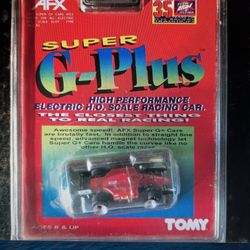 AFX
35
SUPER
G-Plus
HIGH PERFORMANCE
ELECTRIC H.O. SCALE RACING CAR.
THE CLOSEST THING
TO REAL RACING!
Awesome speed! AFX Super G+ Cars
are brutally fast. In addition to straight
speed, advanced magnet technology let
Super G+ Cars handle the curves like no
other H.O. scale racer.
AGES 8 & UP
TOMY